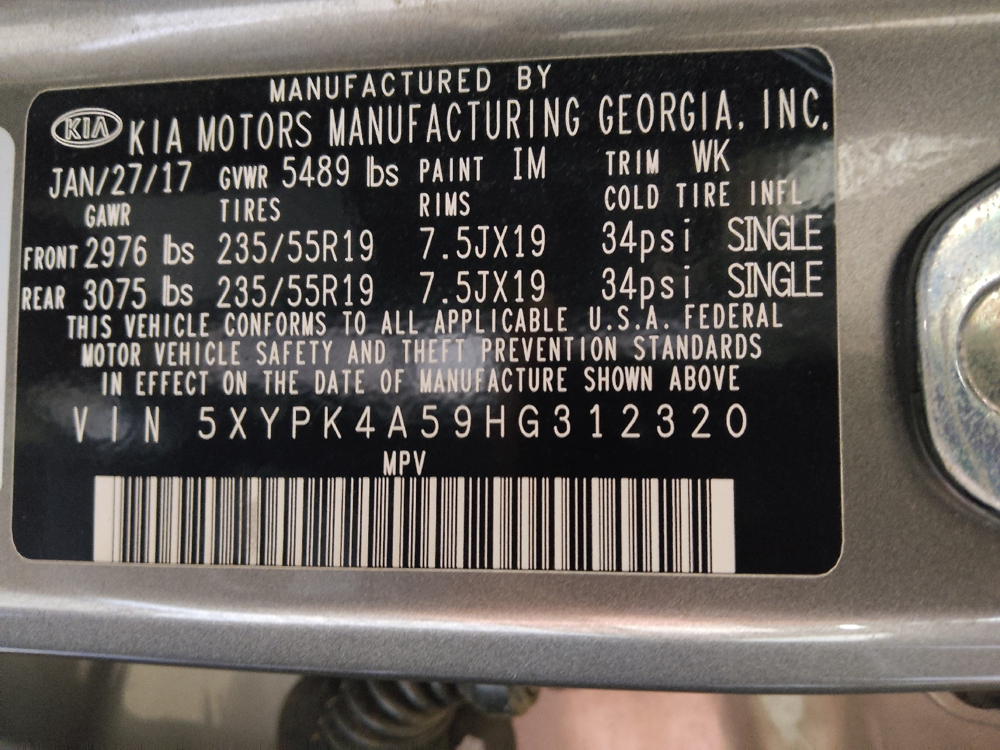 MANUFACTURED BY
KIA KIA MOTORS MANUFACTURING GEORGIA, INC.
JAN/27/17 GVWR 5489 lbs PAINT IM TRIM WK
GAWR TIRES RIMS COLD TIRE INFL
FRONT 2976 lbs 235/55R19 7.5JX19 34psi SINGLE
REAR 3075 lbs 235/55R19 7.5JX19 34psi SINGLE
THIS VEHICLE CONFORMS TO ALL APPLICABLE U.S.A. FEDERAL
MOTOR VEHICLE SAFETY AND THEFT PREVENTION STANDARDS
IN EFFECT ON THE DATE OF MANUFACTURE SHOWN ABOVE
VIN 5XYPK4A59HG312320
MPV